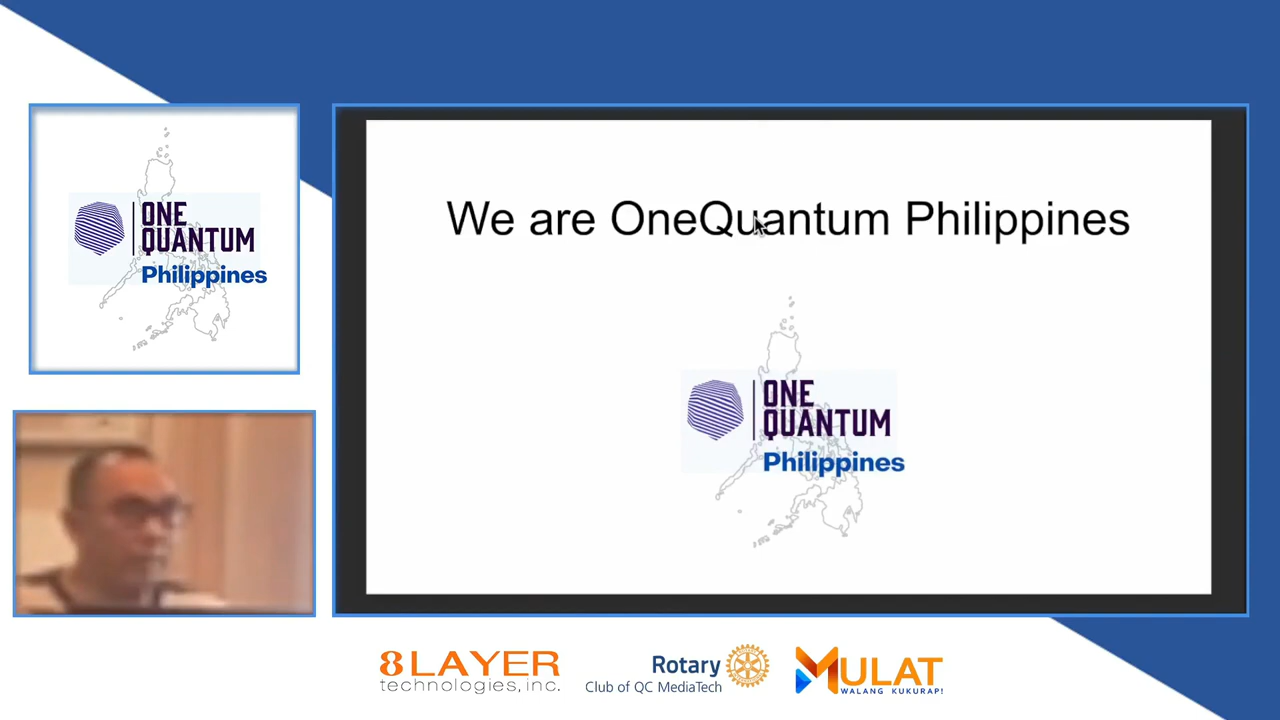 ONE
QUANTUM
Philippines
We are OneQuantum Philippines
ONE
QUANTUM
Philippines
8LAYER
technologies, inc.
Rotary
Club of QC MediaTech
MULAT
WALANG KUKURAP!